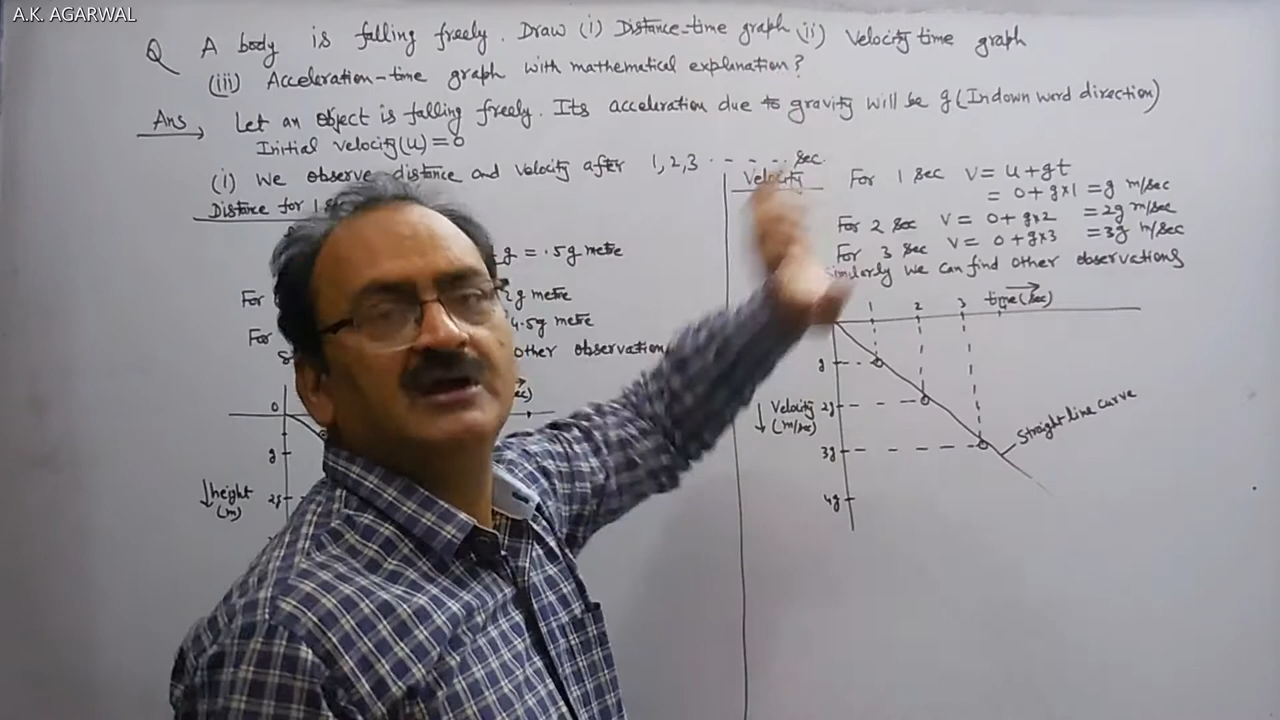 A.K. AGARWAL
Q A body is falling freely. Draw (i) Distance-time graph (ii) Velocity time graph
(iii) Acceleration-time graph with mathematical explanation?
Ans Let an object is falling freely. Its acceleration due to gravity will be g (In down word direction)
Initial velocity (u) = 0
(i) We observe distance and velocity after 1, 2, 3 - - - - sec.
Distance for 1 se
g = .5g metre
For
2g metre
For
4.5g metre
other observation
0
g
2g
↓ height
(m)
Velocity
For 1 sec v = u + gt
= 0 + g×1 = g m/sec
For 2 sec v = 0 + g×2 = 2g m/sec
For 3 sec v = 0 + g×3 = 3g m/sec
Similarly we can find other observations
1 2 3 time (sec)
g
2g
3g
4g
↓ Velocity
(m/sec)
Straight line curve